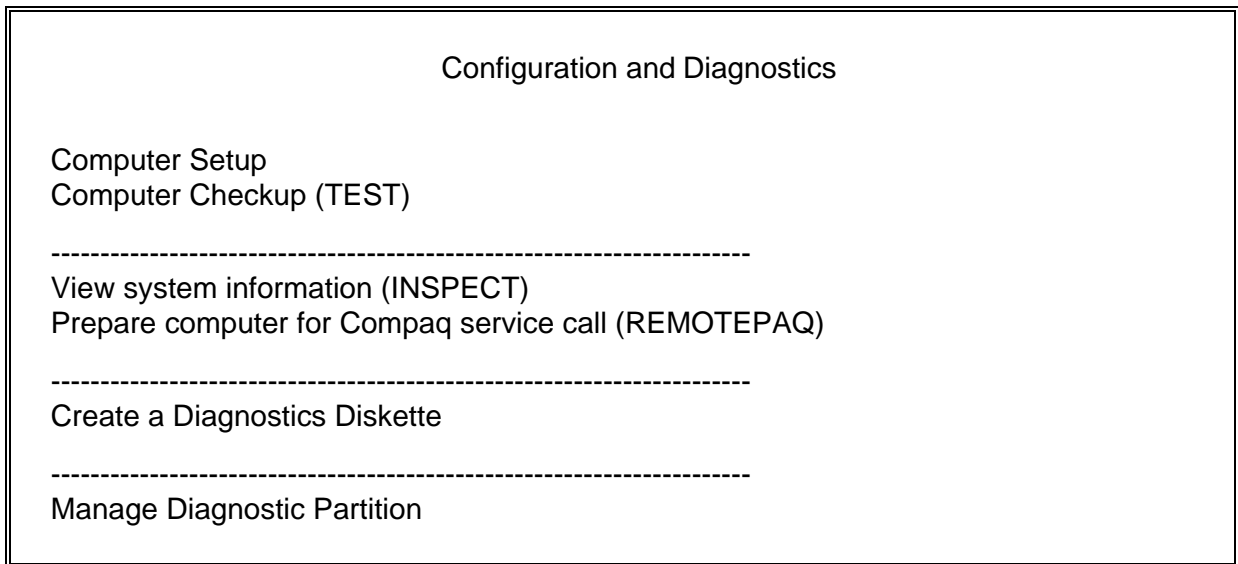 Configuration and Diagnostics
Computer Setup
Computer Checkup (TEST)
-----------------------------------------------------------------------
View system information (INSPECT)
Prepare computer for Compaq service call (REMOTEPAQ)
-----------------------------------------------------------------------
Create a Diagnostics Diskette
-----------------------------------------------------------------------
Manage Diagnostic Partition